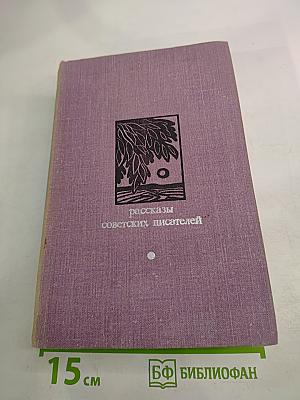 рассказы
советских писателей
15 см
БФ БИБЛИОФАН